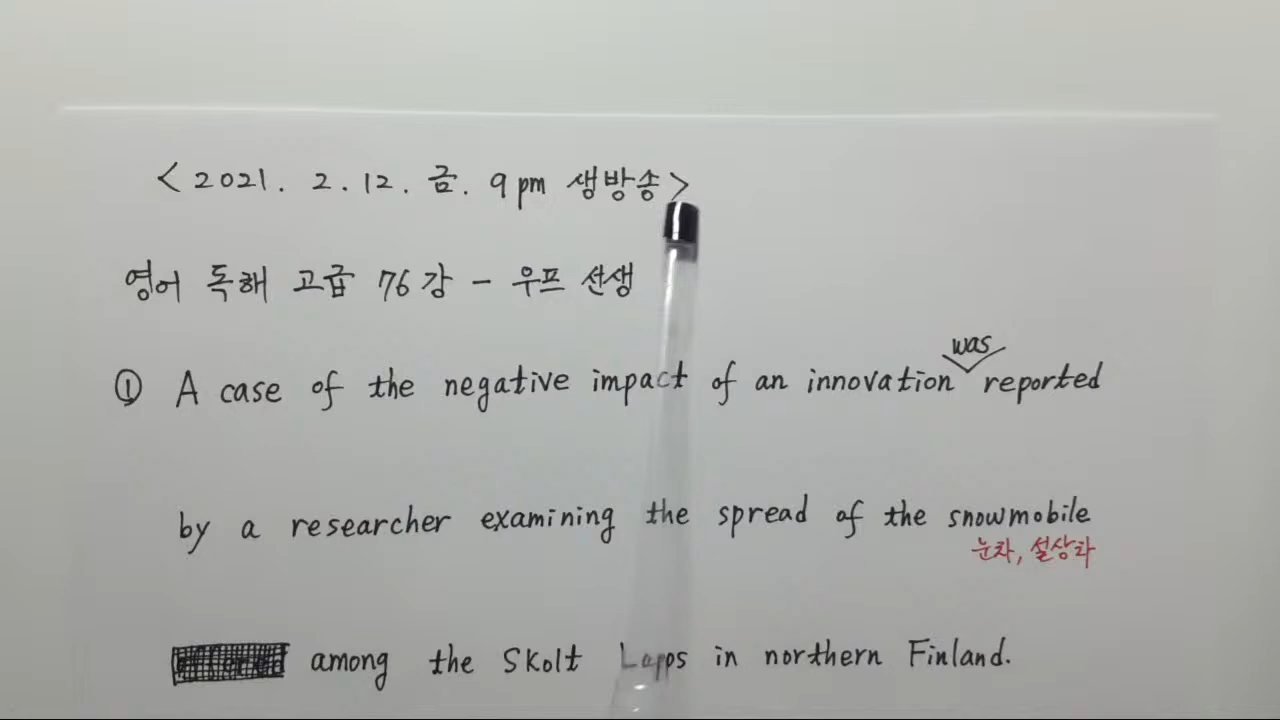 <2021. 2. 12. 금. 9pm 생방송>
영어 독해 고급 76강 - 우프 선생
was
① A case of the negative impact of an innovation reported
by a researcher examining the spread of the snowmobile
눈차, 설상차
among the Skolt Lapps in northern Finland.